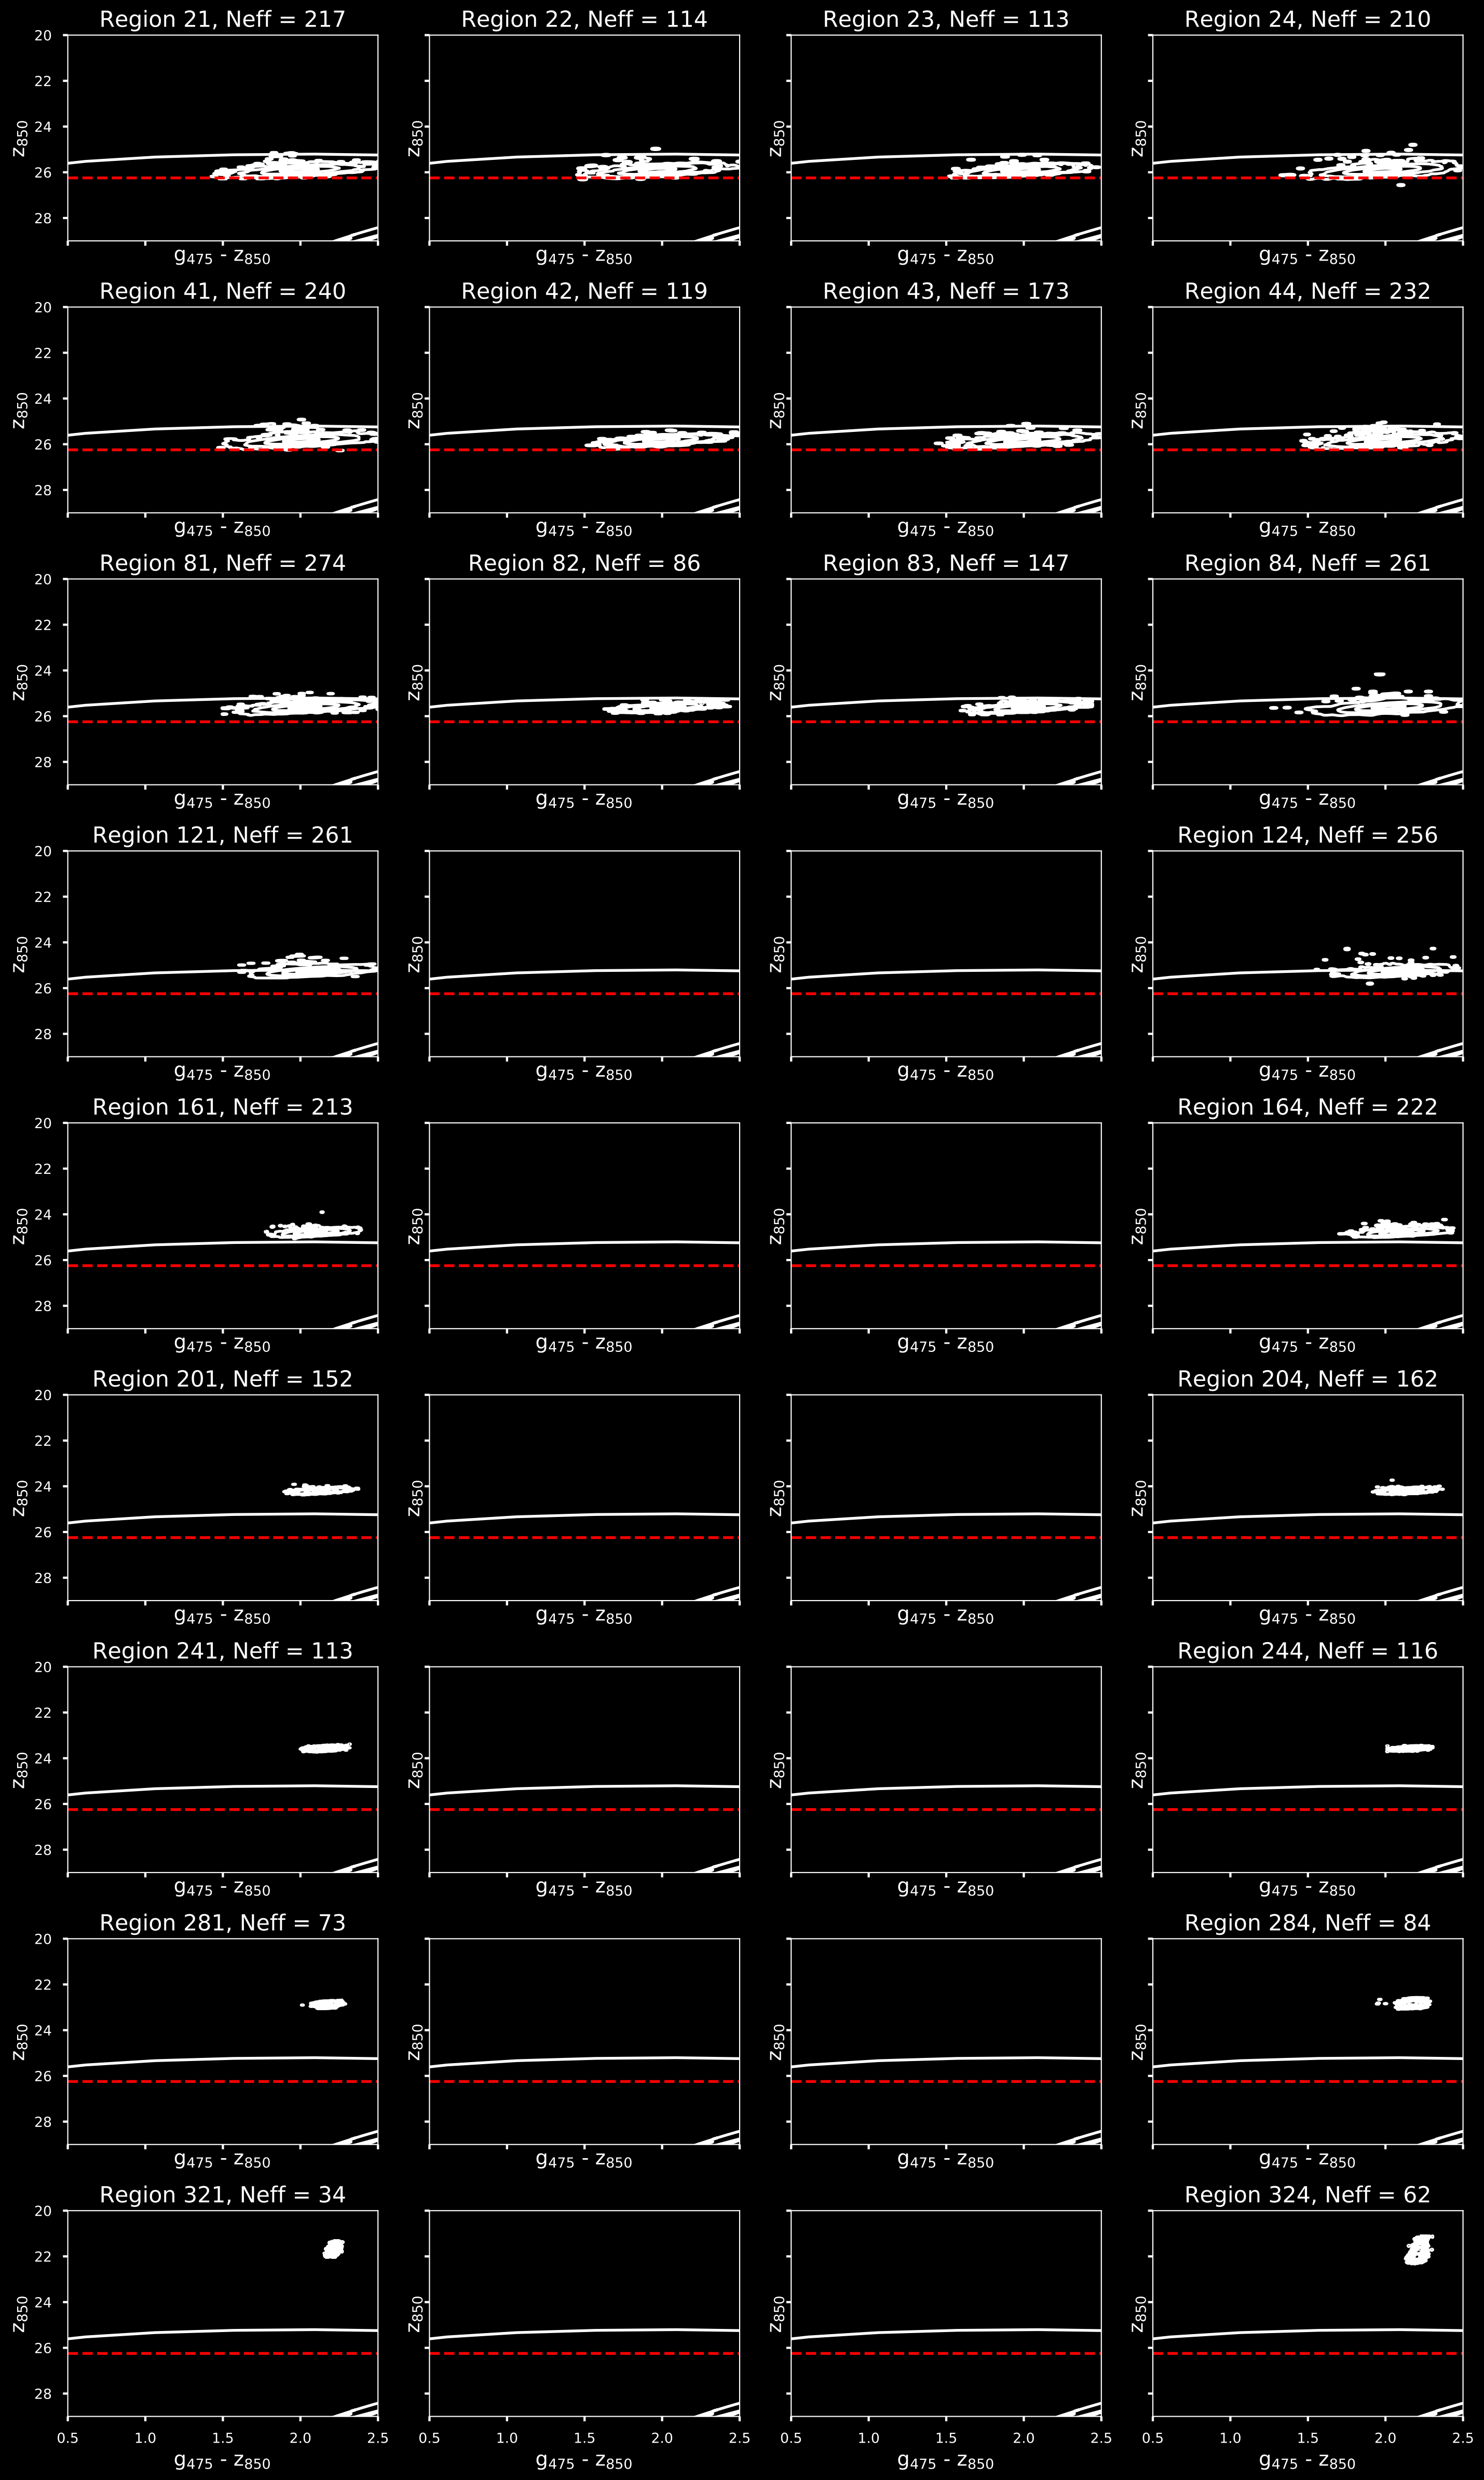 Region 21, Neff = 217 Region 22, Neff = 114 Region 23, Neff = 113 Region 24, Neff = 210
20
22
24
26
28
z850 z850 z850 z850
g475 - z850 g475 - z850 g475 - z850 g475 - z850
Region 41, Neff = 240 Region 42, Neff = 119 Region 43, Neff = 173 Region 44, Neff = 232
20
22
24
26
28
z850 z850 z850 z850
g475 - z850 g475 - z850 g475 - z850 g475 - z850
Region 81, Neff = 274 Region 82, Neff = 86 Region 83, Neff = 147 Region 84, Neff = 261
20
22
24
26
28
z850 z850 z850 z850
g475 - z850 g475 - z850 g475 - z850 g475 - z850
Region 121, Neff = 261 Region 124, Neff = 256
20
22
24
26
28
z850 z850 z850 z850
g475 - z850 g475 - z850 g475 - z850 g475 - z850
Region 161, Neff = 213 Region 164, Neff = 222
20
22
24
26
28
z850 z850 z850 z850
g475 - z850 g475 - z850 g475 - z850 g475 - z850
Region 201, Neff = 152 Region 204, Neff = 162
20
22
24
26
28
z850 z850 z850 z850
g475 - z850 g475 - z850 g475 - z850 g475 - z850
Region 241, Neff = 113 Region 244, Neff = 116
20
22
24
26
28
z850 z850 z850 z850
g475 - z850 g475 - z850 g475 - z850 g475 - z850
Region 281, Neff = 73 Region 284, Neff = 84
20
22
24
26
28
z850 z850 z850 z850
g475 - z850 g475 - z850 g475 - z850 g475 - z850
Region 321, Neff = 34 Region 324, Neff = 62
20
22
24
26
28
z850 z850 z850 z850
0.5 1.0 1.5 2.0 2.5 0.5 1.0 1.5 2.0 2.5 0.5 1.0 1.5 2.0 2.5 0.5 1.0 1.5 2.0 2.5
g475 - z850 g475 - z850 g475 - z850 g475 - z850